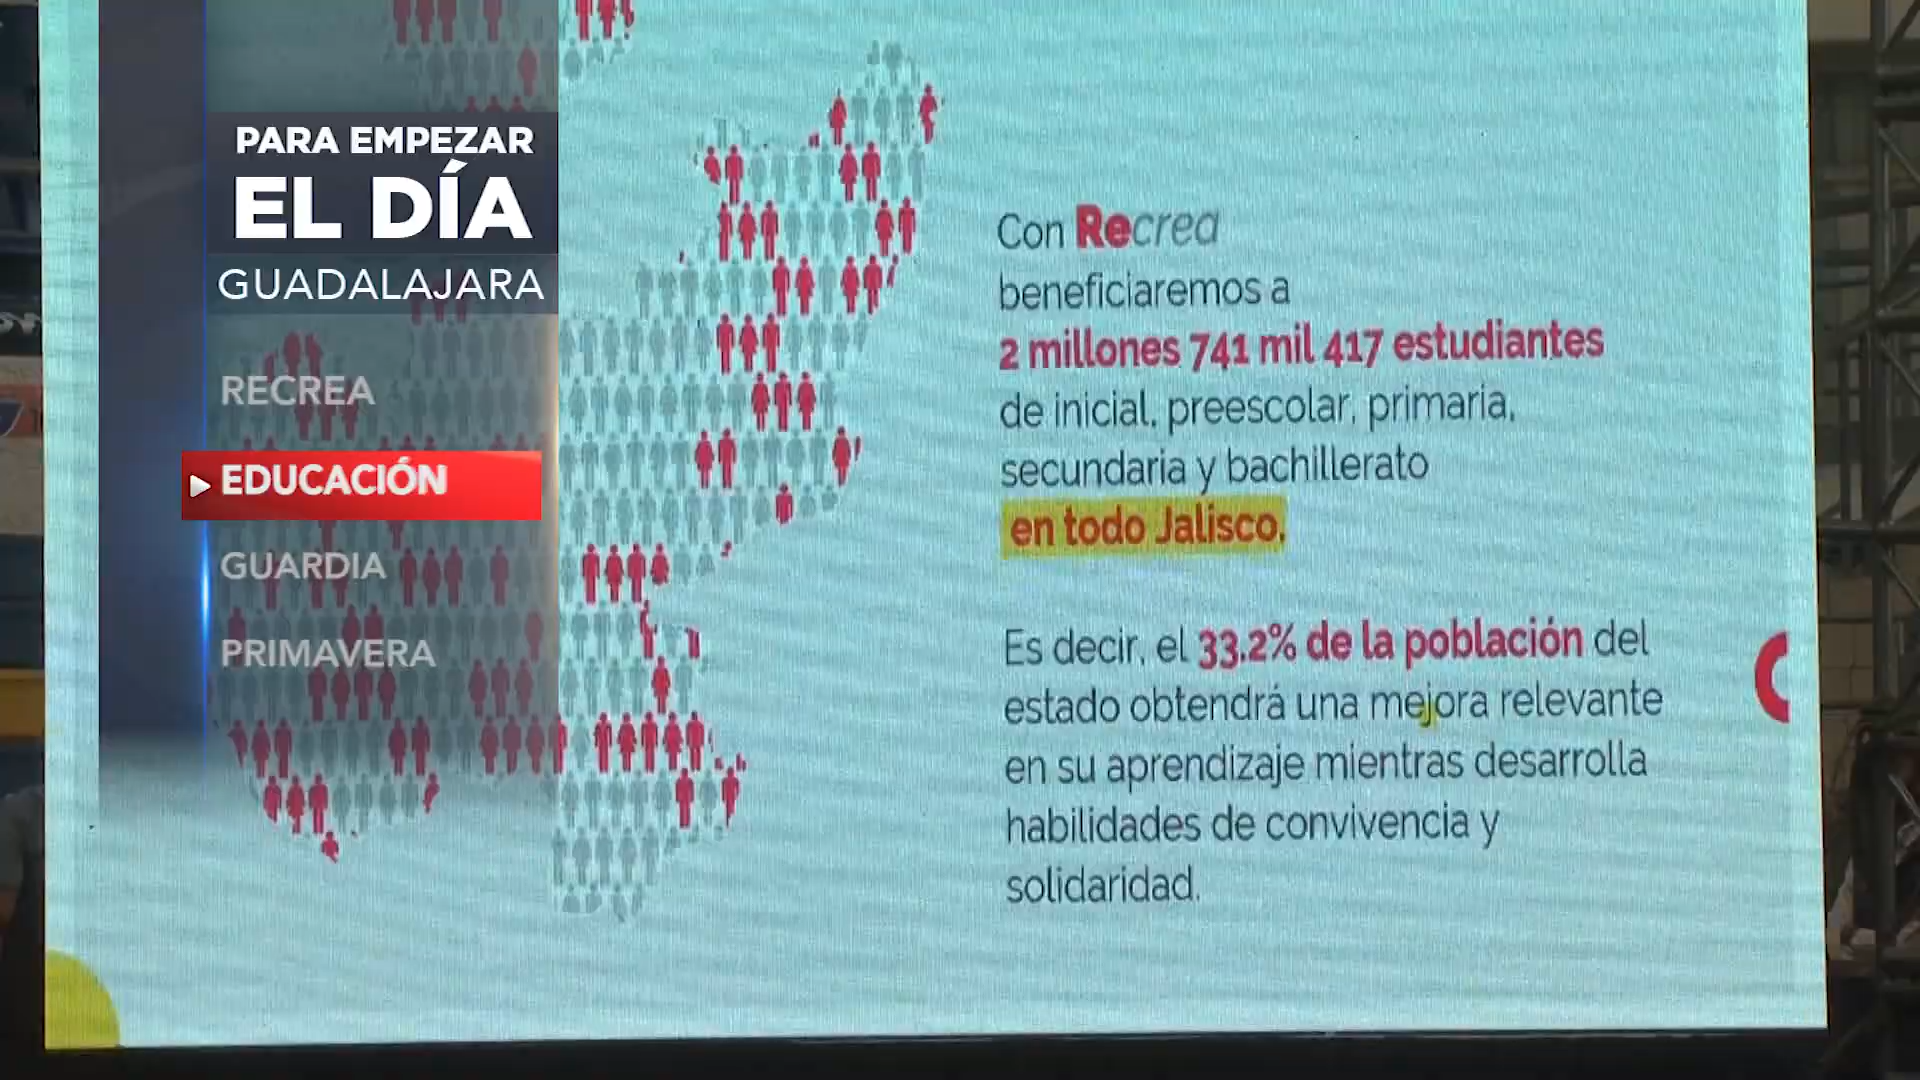 PARA EMPEZAR
EL DÍA
GUADALAJARA
RECREA
EDUCACIÓN
GUARDIA
PRIMAVERA
Con Recrea
beneficiaremos a
2 millones 741 mil 417 estudiantes
de inicial, preescolar, primaria,
secundaria y bachillerato
en todo Jalisco.
Es decir, el 33.2% de la población del
estado obtendrá una mejora relevante
en su aprendizaje mientras desarrolla
habilidades de convivencia y
solidaridad.